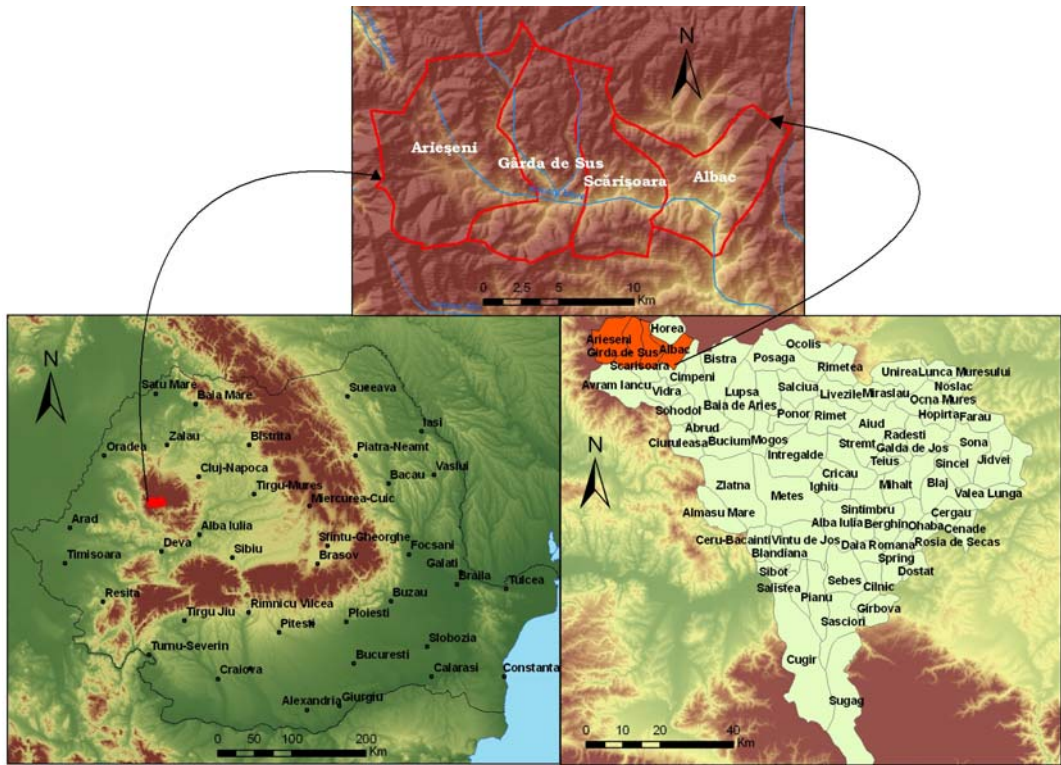 N
Arieșeni
Gârda de Sus
Scărișoara
Albac
0 2.5 5 10
Km
N
Satu Mare
Baia Mare
Suceava
Iasi
Oradea
Zalau
Bistrita
Piatra-Neamt
Cluj-Napoca
Bacau
Vaslui
Tirgu-Mures
Miercurea-Cuic
Arad
Alba Iulia
Deva
Sfintu-Gheorghe
Timisoara
Sibiu
Brasov
Focsani
Galati
Braila
Tulcea
Resita
Tirgu Jiu
Rimnicu Vilcea
Buzau
Ploiesti
Pitesti
Turnu-Severin
Slobozia
Bucuresti
Craiova
Calarasi
Constanta
Alexandria
Giurgiu
0 50 100 200
Km
Horea
Arieseni
Girda de Sus
Albac
Scarisoara
Bistra
Ocolis
Posaga
Rimetea
Unirea
Lunca Muresului
Avram Iancu
Vidra
Cimpeni
Lupsa
Salciua
Livezile
Miraslau
Noslac
Ocna Mures
Sohodol
Baia de Aries
Ponor
Rimet
Hopirta
Farau
Abrud
Aiud
Ciuruleasa
Bucium
Mogos
Stremt
Radesti
Galda de Jos
Sona
Intregalde
Teius
Sincel
Jidvei
Cricau
Zlatna
Metes
Ighiu
Mihalt
Blaj
Valea Lunga
Almasu Mare
Sintimbru
Cergau
Alba Iulia
Berghin
Ohaba
Cenade
Ceru-Bacainti
Vintu de Jos
Daia Romana
Rosia de Secas
Blandiana
Spring
N
Sibot
Dostat
Salistea
Sebes
Cilnic
Pianu
Girbova
Sasciori
Cugir
Sugag
0 10 20 40
Km